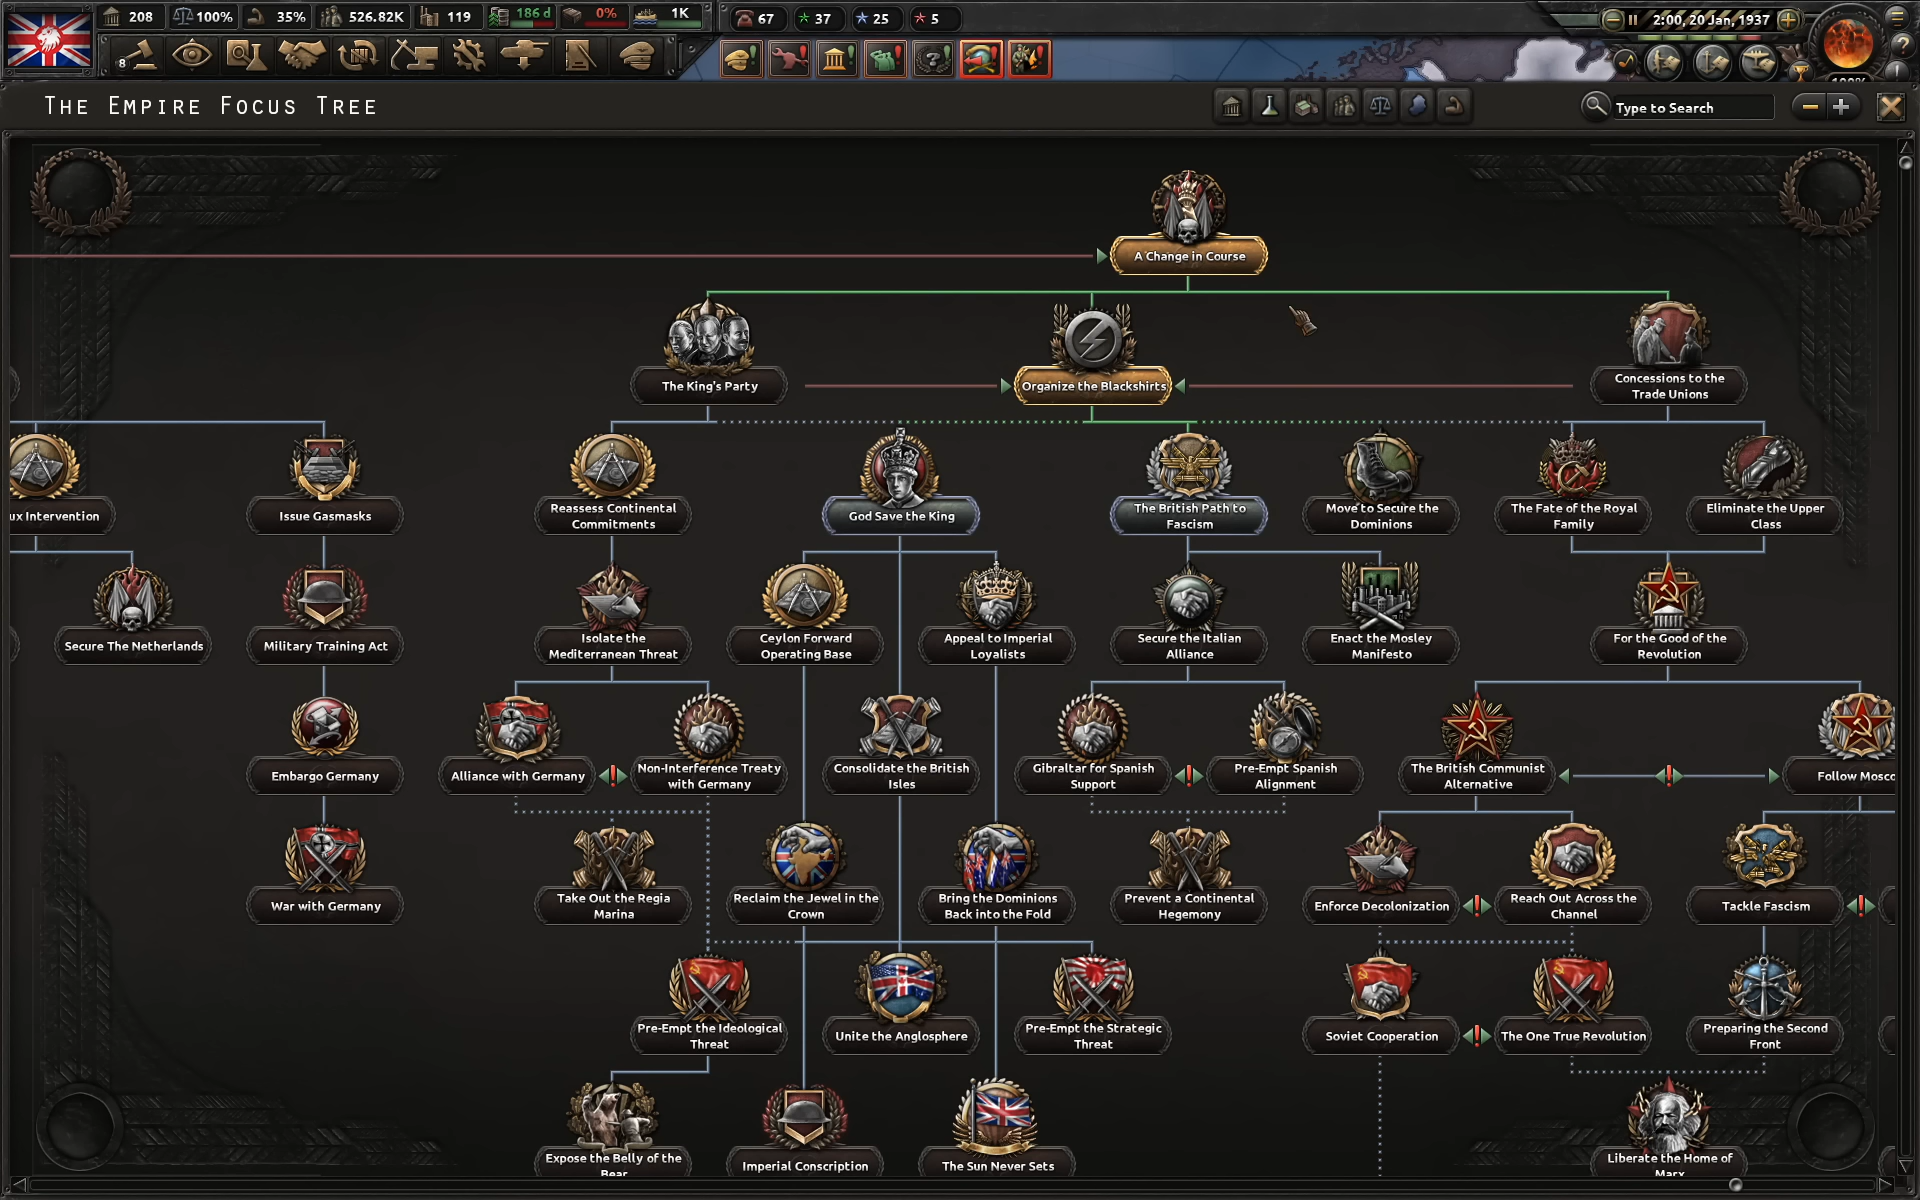 208
100%
35%
526.82K
119
186 d
0%
1K
67
37
25
5
2:00, 20 Jan, 1937
8
100%
THE EMPIRE FOCUS TREE
Type to Search
A Change in Course
The King's Party
Organize the Blackshirts
Concessions to the
Trade Unions
ux Intervention
Issue Gasmasks
Reassess Continental
Commitments
God Save the King
The British Path to
Fascism
Move to Secure the
Dominions
The Fate of the Royal
Family
Eliminate the Upper
Class
Secure The Netherlands
Military Training Act
Isolate the
Mediterranean Threat
Ceylon Forward
Operating Base
Appeal to Imperial
Loyalists
Secure the Italian
Alliance
Enact the Mosley
Manifesto
For the Good of the
Revolution
Embargo Germany
Alliance with Germany
Non-Interference Treaty
with Germany
Consolidate the British
Isles
Gibraltar for Spanish
Support
Pre-Empt Spanish
Alignment
The British Communist
Alternative
Follow Mosco
War with Germany
Take Out the Regia
Marina
Reclaim the Jewel in the
Crown
Bring the Dominions
Back into the Fold
Prevent a Continental
Hegemony
Enforce Decolonization
Reach Out Across the
Channel
Tackle Fascism
Pre-Empt the Ideological
Threat
Unite the Anglosphere
Pre-Empt the Strategic
Threat
Soviet Cooperation
The One True Revolution
Preparing the Second
Front
Expose the Belly of the
Bear
Imperial Conscription
The Sun Never Sets
Liberate the Home of
Marx